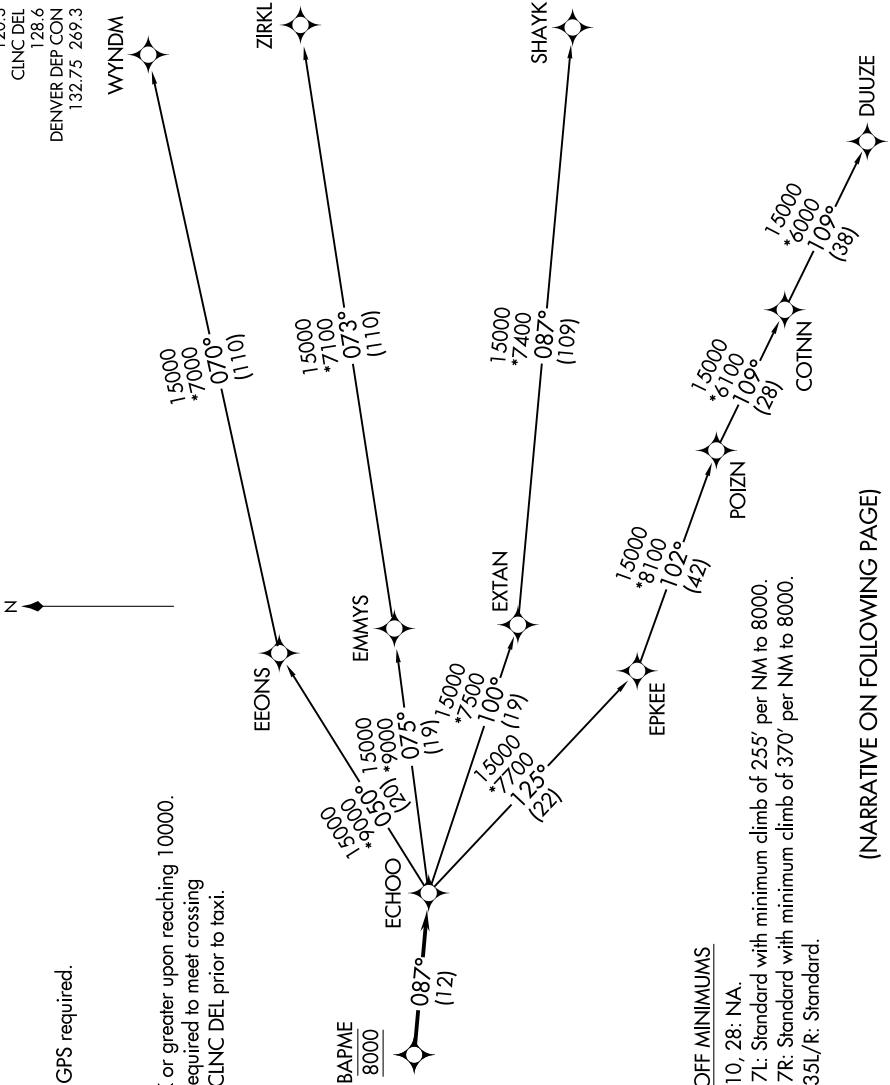 120.3
CLNC DEL
128.6
DENVER DEP CON
132.75 269.3
N
GPS required.
or greater upon reaching 10000.
equired to meet crossing
CLNC DEL prior to taxi.
WYNDM
ZIRKL
SHAYK
DUUZE
15000
*7000
070°
(110)
15000
*7100
073°
(110)
15000
*7400
087°
(109)
15000
*6000
109°
(38)
COTNN
15000
*6100
109°
(28)
POIZN
15000
*8100
102°
(42)
EEONS
EMMYS
EXTAN
EPKEE
15000
*9000
050°
(20)
15000
*9000
075°
(19)
15000
*7500
100°
(19)
15000
*7700
125°
(22)
ECHOO
087°
(12)
BAPME
8000
OFF MINIMUMS
10, 28: NA.
7L: Standard with minimum climb of 255' per NM to 8000.
7R: Standard with minimum climb of 370' per NM to 8000.
35L/R: Standard.
(NARRATIVE ON FOLLOWING PAGE)